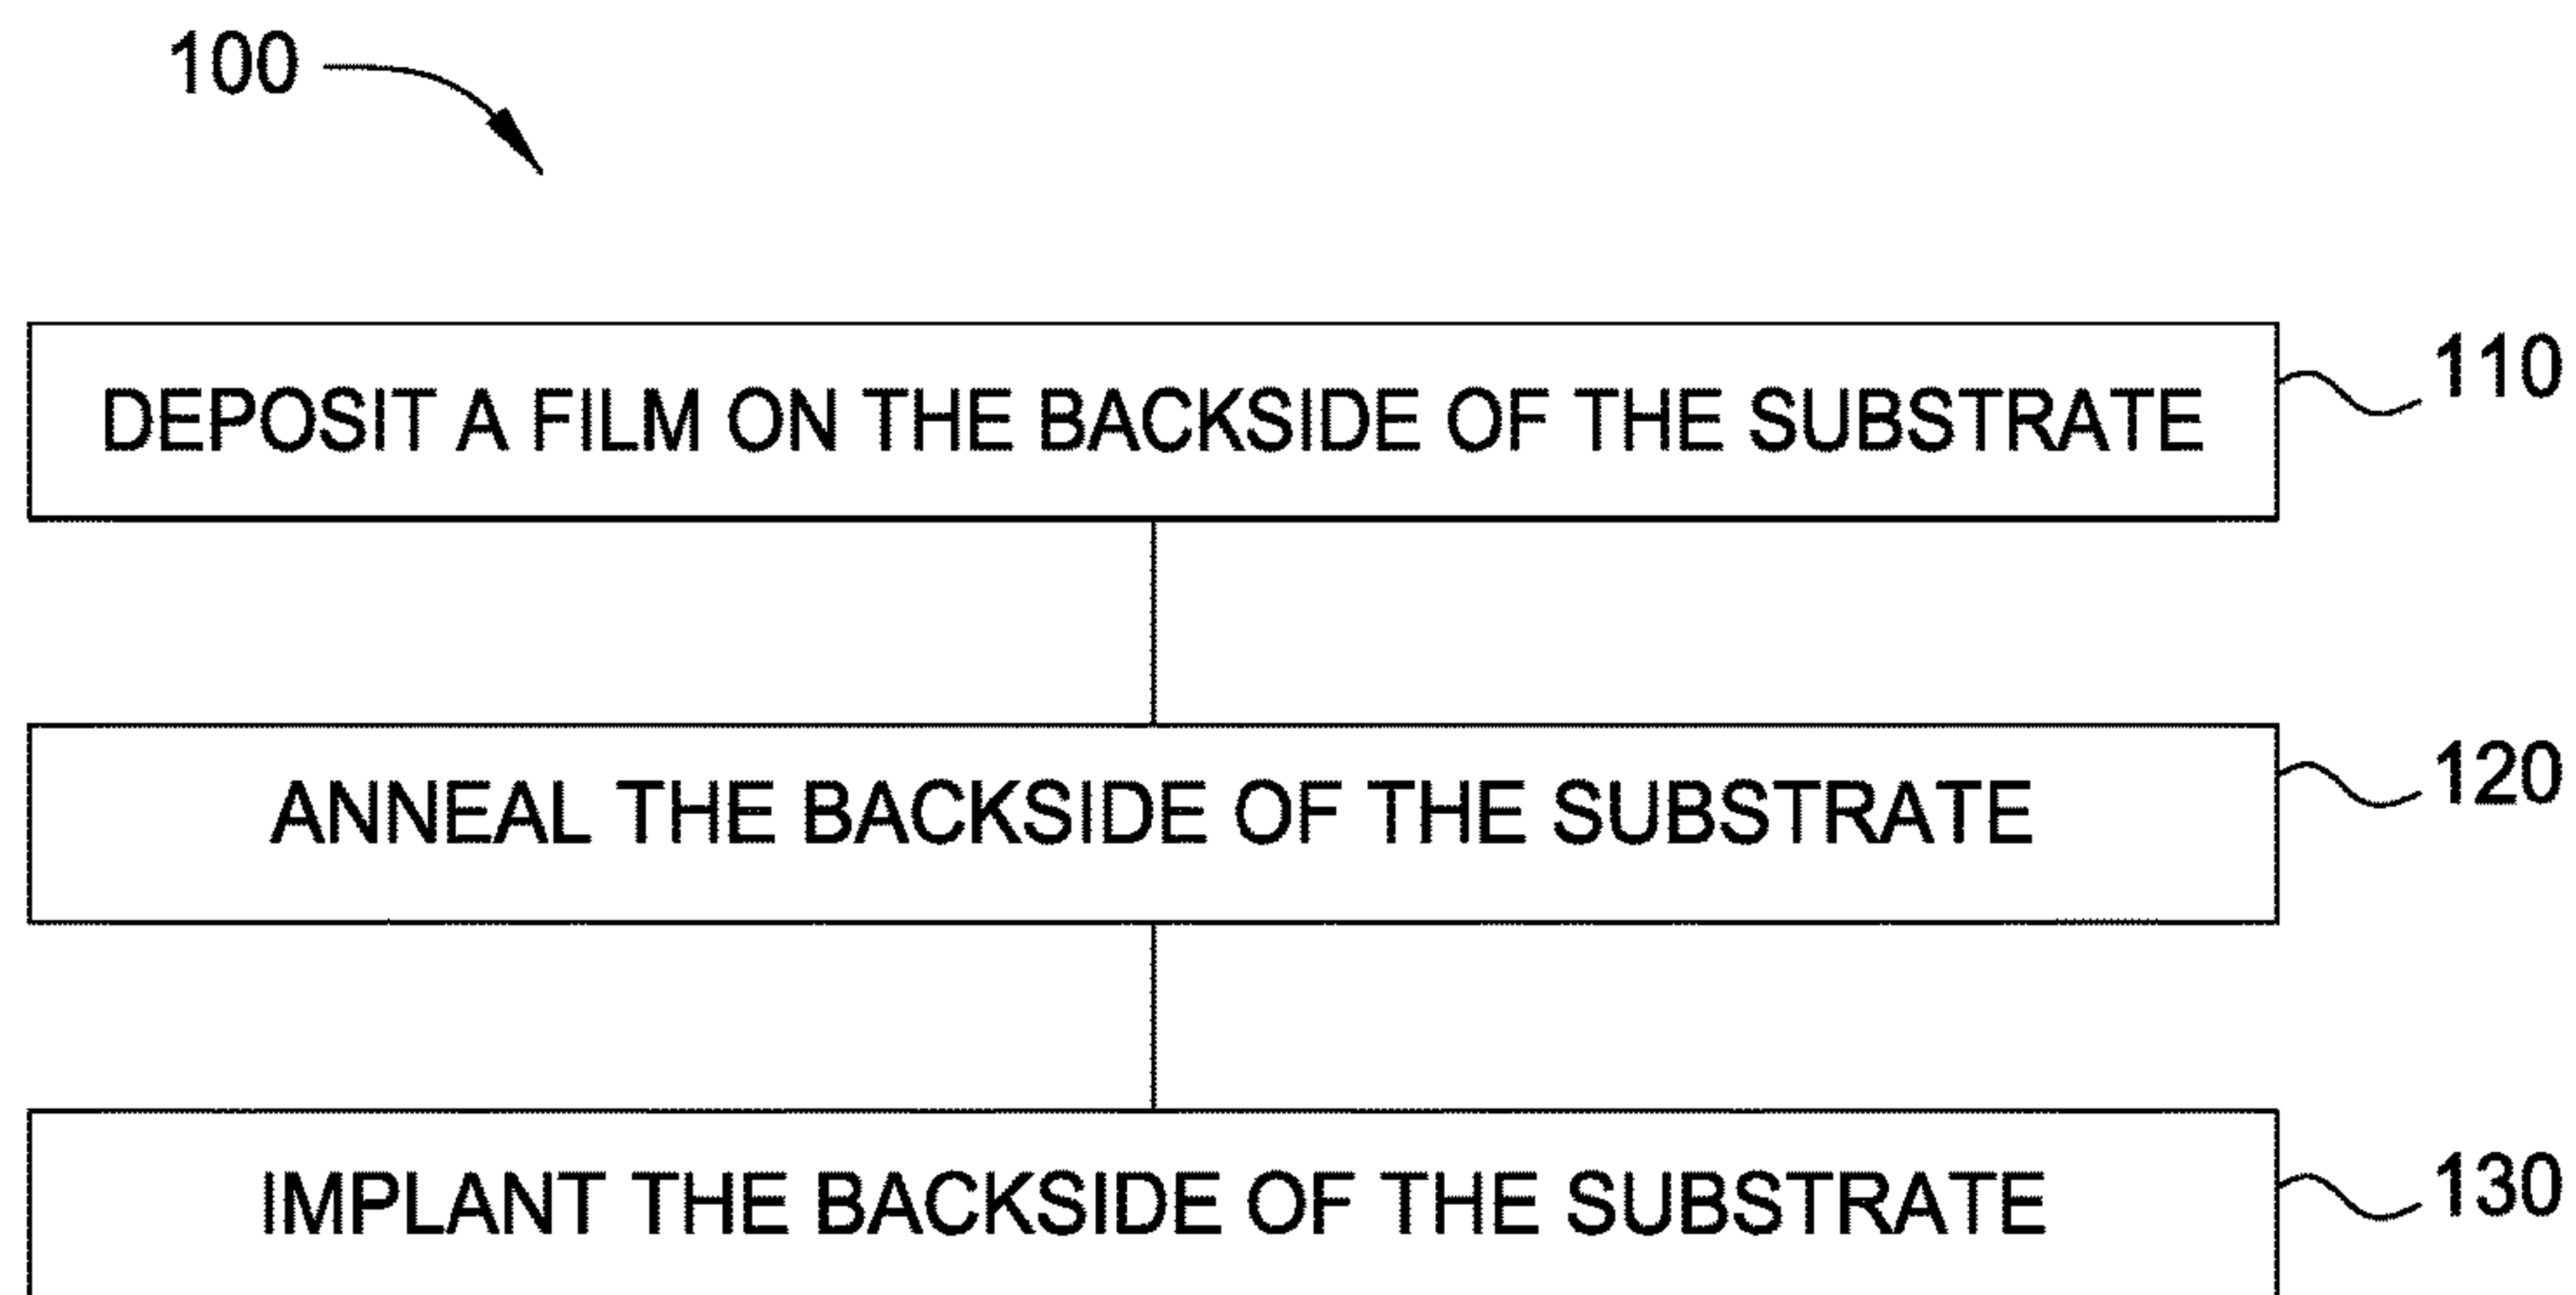 100
DEPOSIT A FILM ON THE BACKSIDE OF THE SUBSTRATE
110
ANNEAL THE BACKSIDE OF THE SUBSTRATE
120
IMPLANT THE BACKSIDE OF THE SUBSTRATE
130